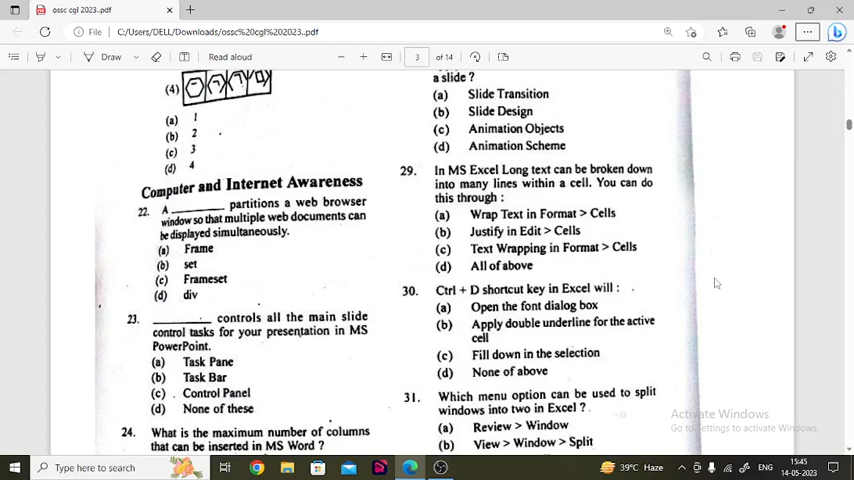 ossc cgl 2023..pdf
File
C:/Users/DELL/Downloads/ossc%20cgl%202023..pdf
Draw
Read aloud
3
of 14
(4)
(a) 1
(b) 2
(c) 3
(d) 4
Computer and Internet Awareness
22. A ________ partitions a web browser
window so that multiple web documents can
be displayed simultaneously.
(a) Frame
(b) set
(c) Frameset
(d) div
23. ________ controls all the main slide
control tasks for your presentation in MS
PowerPoint.
(a) Task Pane
(b) Task Bar
(c) Control Panel
(d) None of these
24. What is the maximum number of columns
that can be inserted in MS Word ?
a slide ?
(a) Slide Transition
(b) Slide Design
(c) Animation Objects
(d) Animation Scheme
29. In MS Excel Long text can be broken down
into many lines within a cell. You can do
this through :
(a) Wrap Text in Format > Cells
(b) Justify in Edit > Cells
(c) Text Wrapping in Format > Cells
(d) All of above
30. Ctrl + D shortcut key in Excel will :
(a) Open the font dialog box
(b) Apply double underline for the active
cell
(c) Fill down in the selection
(d) None of above
31. Which menu option can be used to split
windows into two in Excel ?
(a) Review > Window
(b) View > Window > Split
Activate Windows
Go to Settings to activate Windows.
Type here to search
39°C Haze
ENG
15:45
14-05-2023